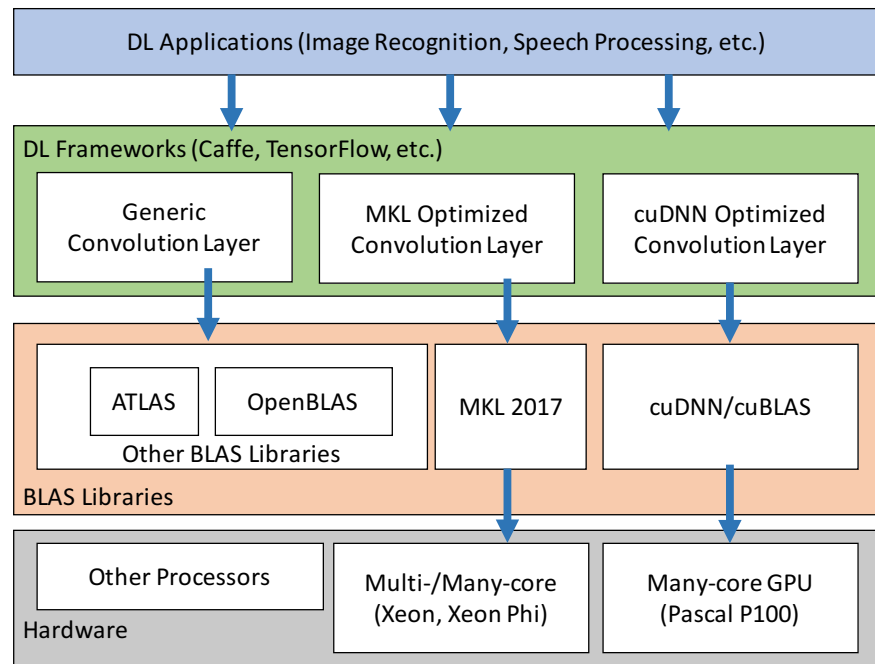 DL Applications (Image Recognition, Speech Processing, etc.)
DL Frameworks (Caffe, TensorFlow, etc.)
Generic
Convolution Layer
MKL Optimized
Convolution Layer
cuDNN Optimized
Convolution Layer
ATLAS
OpenBLAS
Other BLAS Libraries
MKL 2017
cuDNN/cuBLAS
BLAS Libraries
Other Processors
Multi-/Many-core
(Xeon, Xeon Phi)
Many-core GPU
(Pascal P100)
Hardware